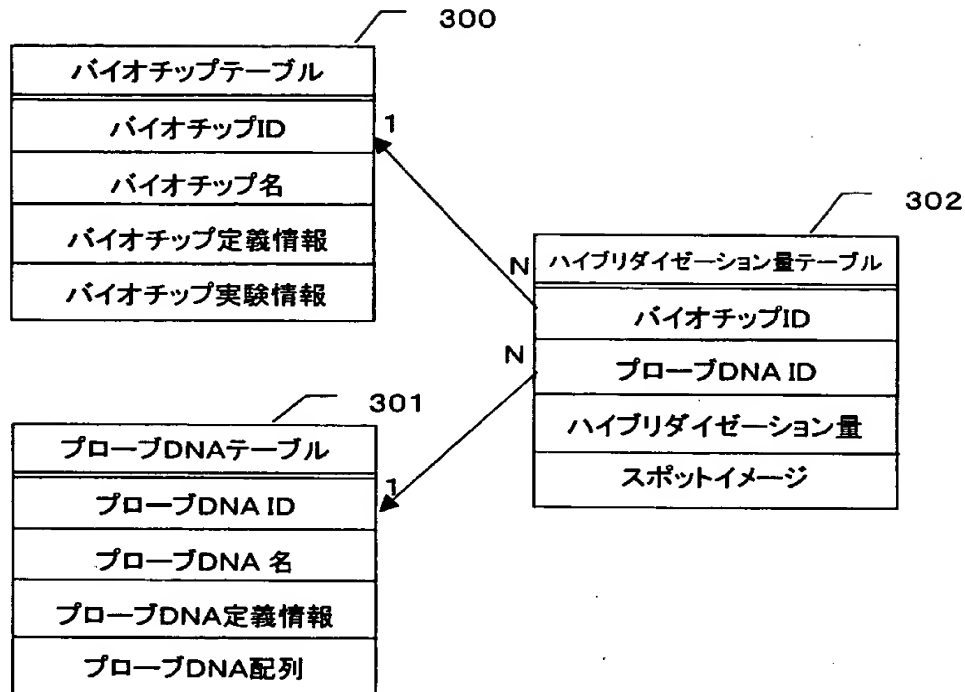 300
バイオチップテーブル
バイオチップID
バイオチップ名
バイオチップ定義情報
バイオチップ実験情報
1
302
N
ハイブリダイゼーション量テーブル
バイオチップID
プローブDNA ID
ハイブリダイゼーション量
スポットイメージ
N
301
プローブDNAテーブル
1
プローブDNA ID
プローブDNA 名
プローブDNA定義情報
プローブDNA配列